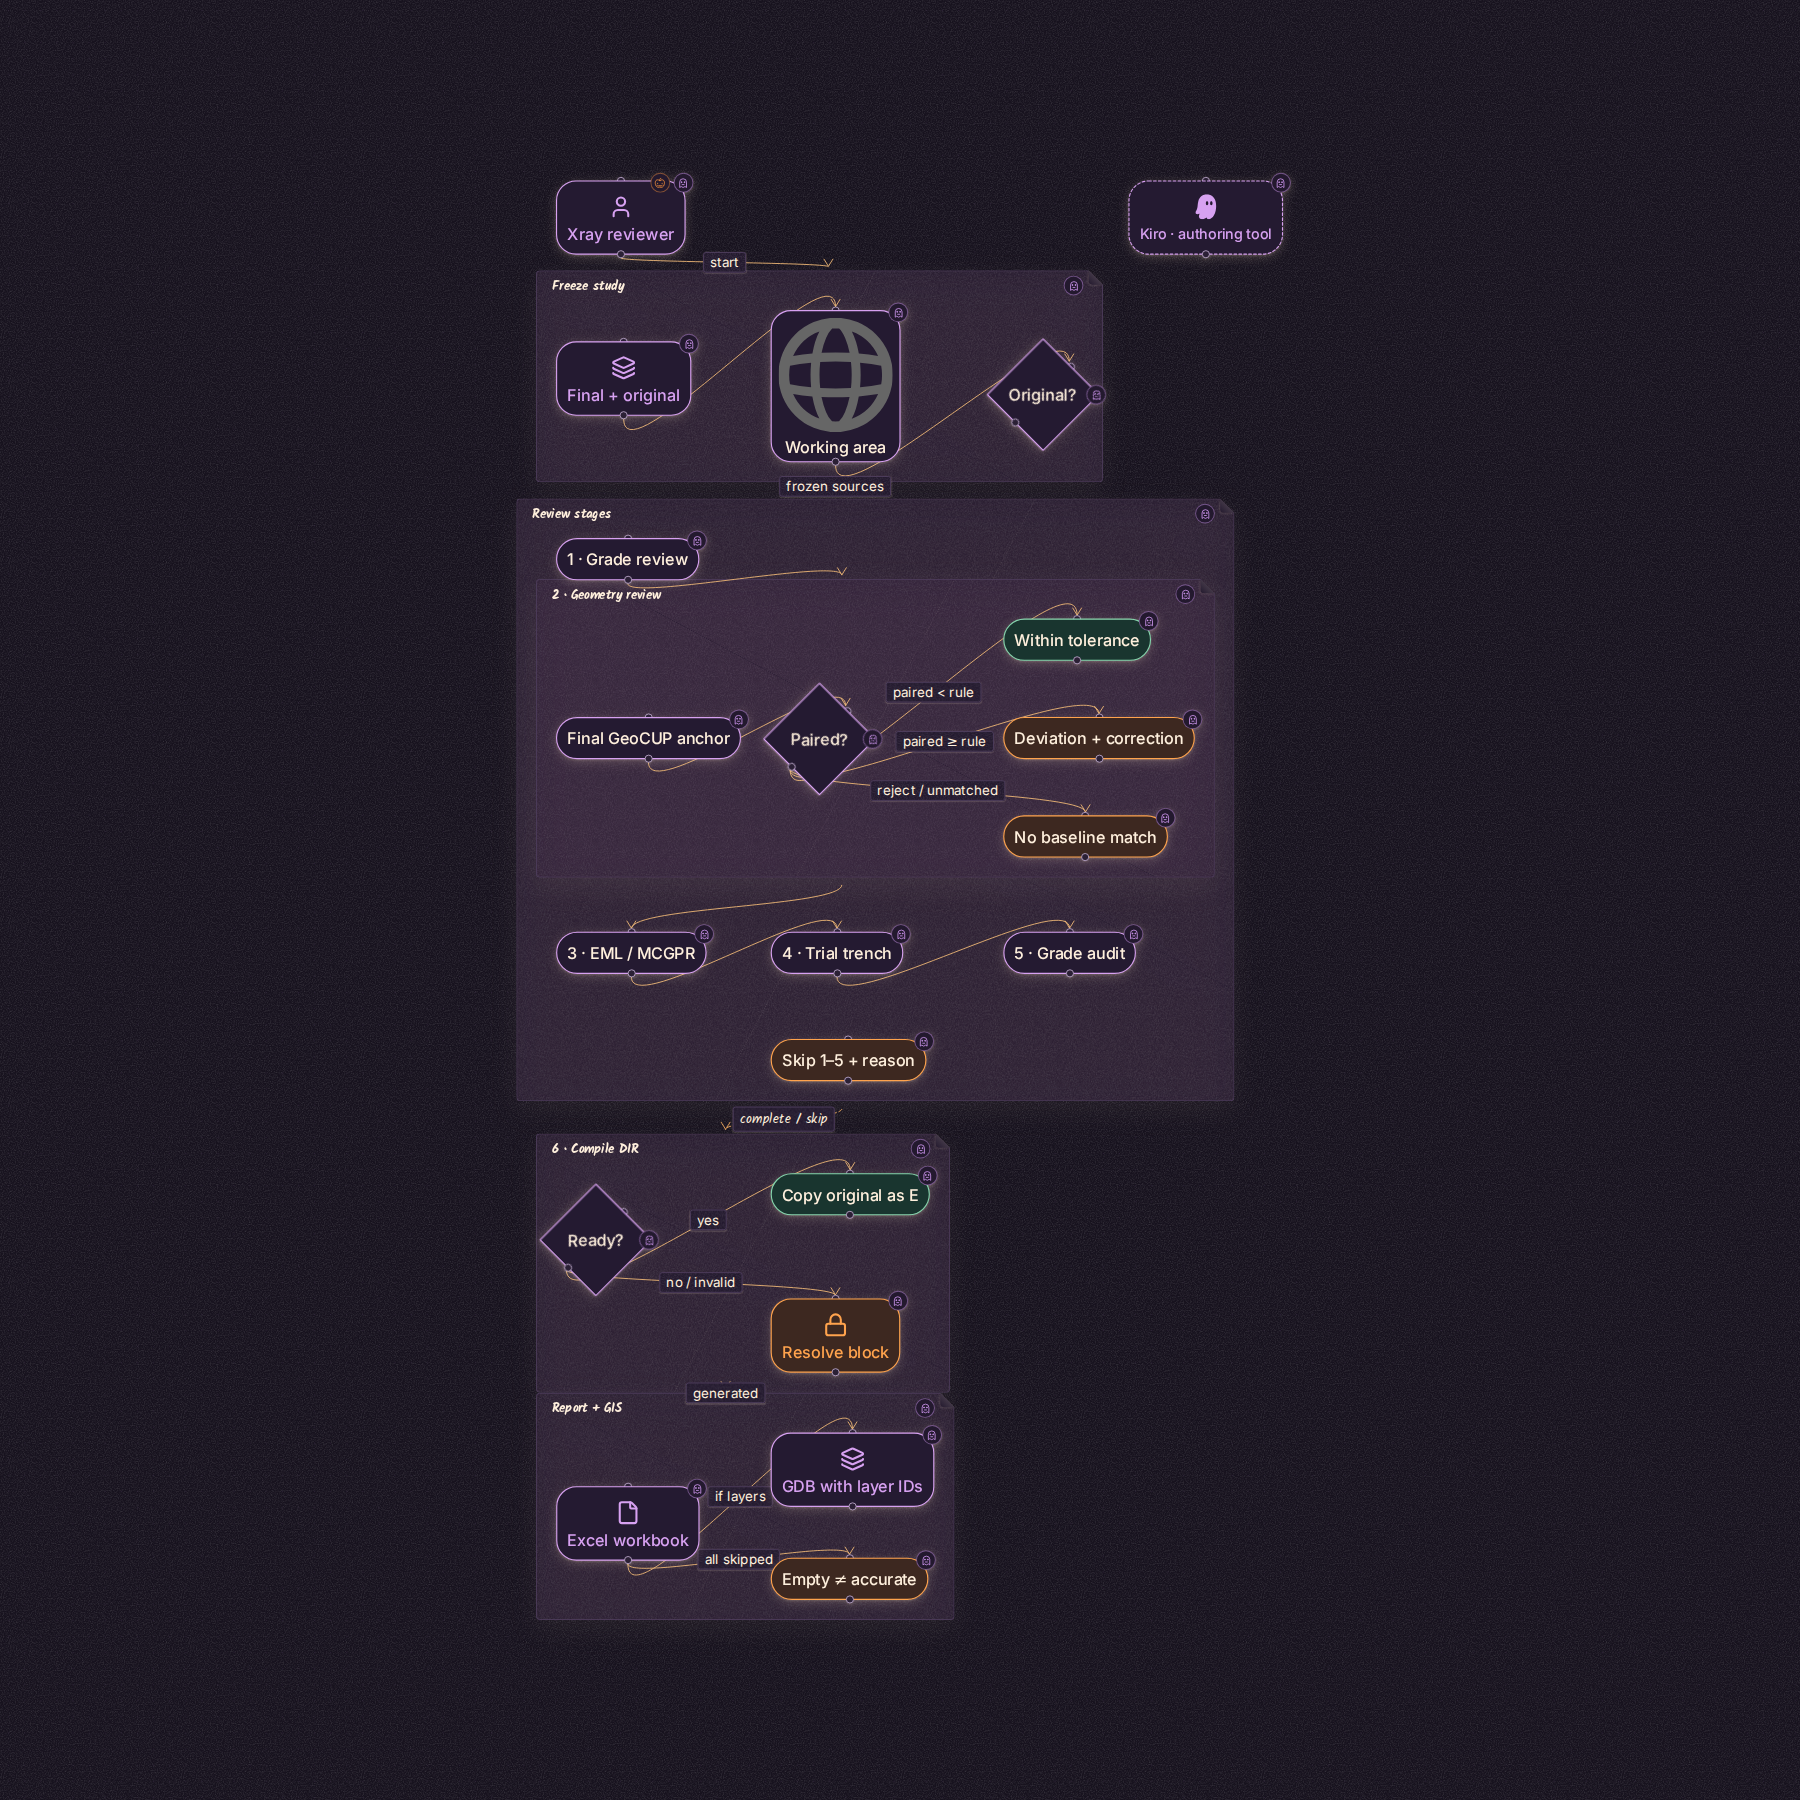 Xray reviewer
Kiro · authoring tool
start
Freeze study
Final + original
Working area
Original?
frozen sources
Review stages
1 · Grade review
2 · Geometry review
Within tolerance
paired < rule
Final GeoCUP anchor
Paired?
paired ≥ rule
Deviation + correction
reject / unmatched
No baseline match
3 · EML / MCGPR
4 · Trial trench
5 · Grade audit
Skip 1–5 + reason
complete / skip
6 · Compile DIR
Copy original as E
yes
Ready?
no / invalid
Resolve block
generated
Report + GIS
GDB with layer IDs
if layers
Excel workbook
all skipped
Empty ≠ accurate